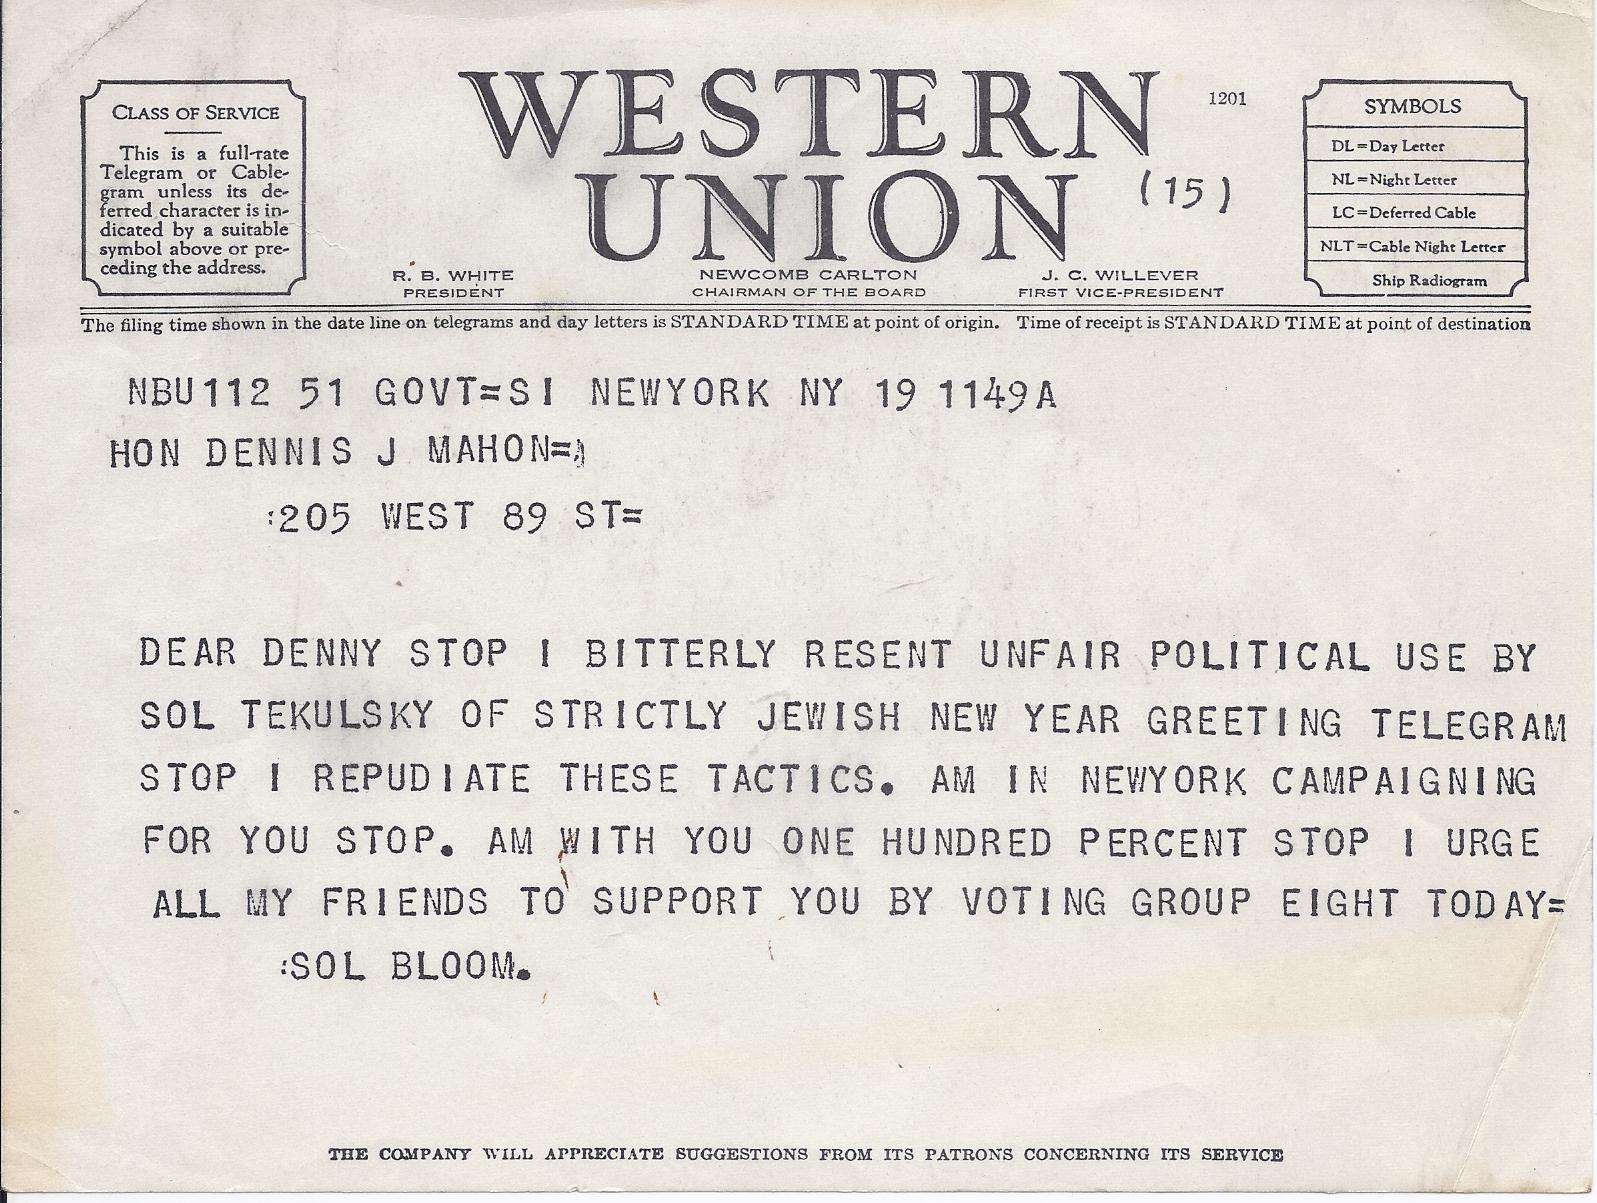 CLASS OF SERVICE
This is a full-rate
Telegram or Cable-
gram unless its de-
ferred character is in-
dicated by a suitable
symbol above or pre-
ceding the address.
WESTERN
UNION
1201
(15)
R. B. WHITE
PRESIDENT
NEWCOMB CARLTON
CHAIRMAN OF THE BOARD
J. C. WILLEVER
FIRST VICE-PRESIDENT
SYMBOLS
DL=Day Letter
NL=Night Letter
LC=Deferred Cable
NLT=Cable Night Letter
Ship Radiogram
The filing time shown in the date line on telegrams and day letters is STANDARD TIME at point of origin. Time of receipt is STANDARD TIME at point of destination
NBU112 51 GOVT=SI NEWYORK NY 19 1149A
HON DENNIS J MAHON=
:205 WEST 89 ST=
DEAR DENNY STOP I BITTERLY RESENT UNFAIR POLITICAL USE BY
SOL TEKULSKY OF STRICTLY JEWISH NEW YEAR GREETING TELEGRAM
STOP I REPUDIATE THESE TACTICS. AM IN NEWYORK CAMPAIGNING
FOR YOU STOP. AM WITH YOU ONE HUNDRED PERCENT STOP I URGE
ALL MY FRIENDS TO SUPPORT YOU BY VOTING GROUP EIGHT TODAY=
:SOL BLOOM.
THE COMPANY WILL APPRECIATE SUGGESTIONS FROM ITS PATRONS CONCERNING ITS SERVICE